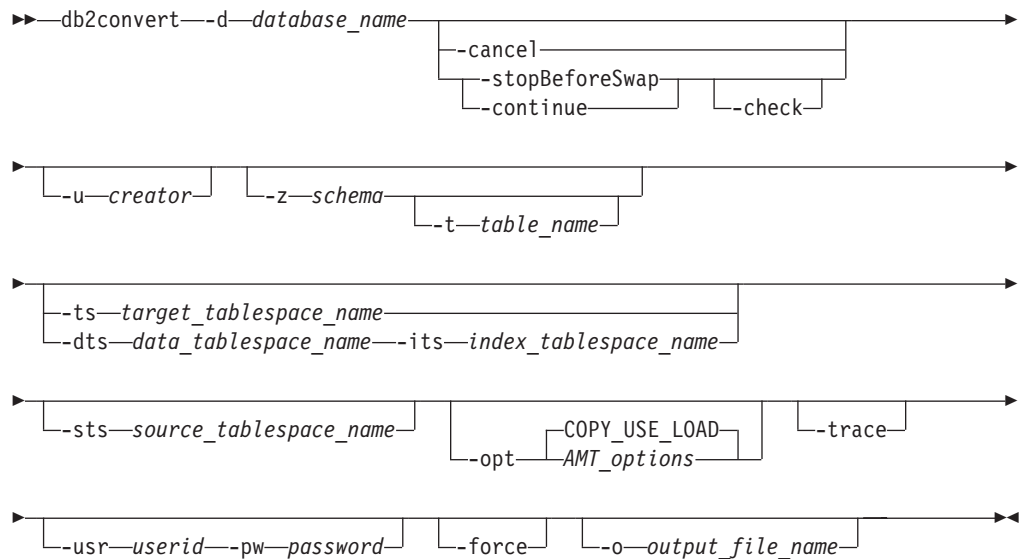 db2convert -d database_name
-cancel
-stopBeforeSwap
-continue -check
-u creator -z schema
-t table_name
-ts target_tablespace_name
-dts data_tablespace_name -its index_tablespace_name
-sts source_tablespace_name COPY_USE_LOAD -trace
-opt AMT_options
-usr userid -pw password -force -o output_file_name